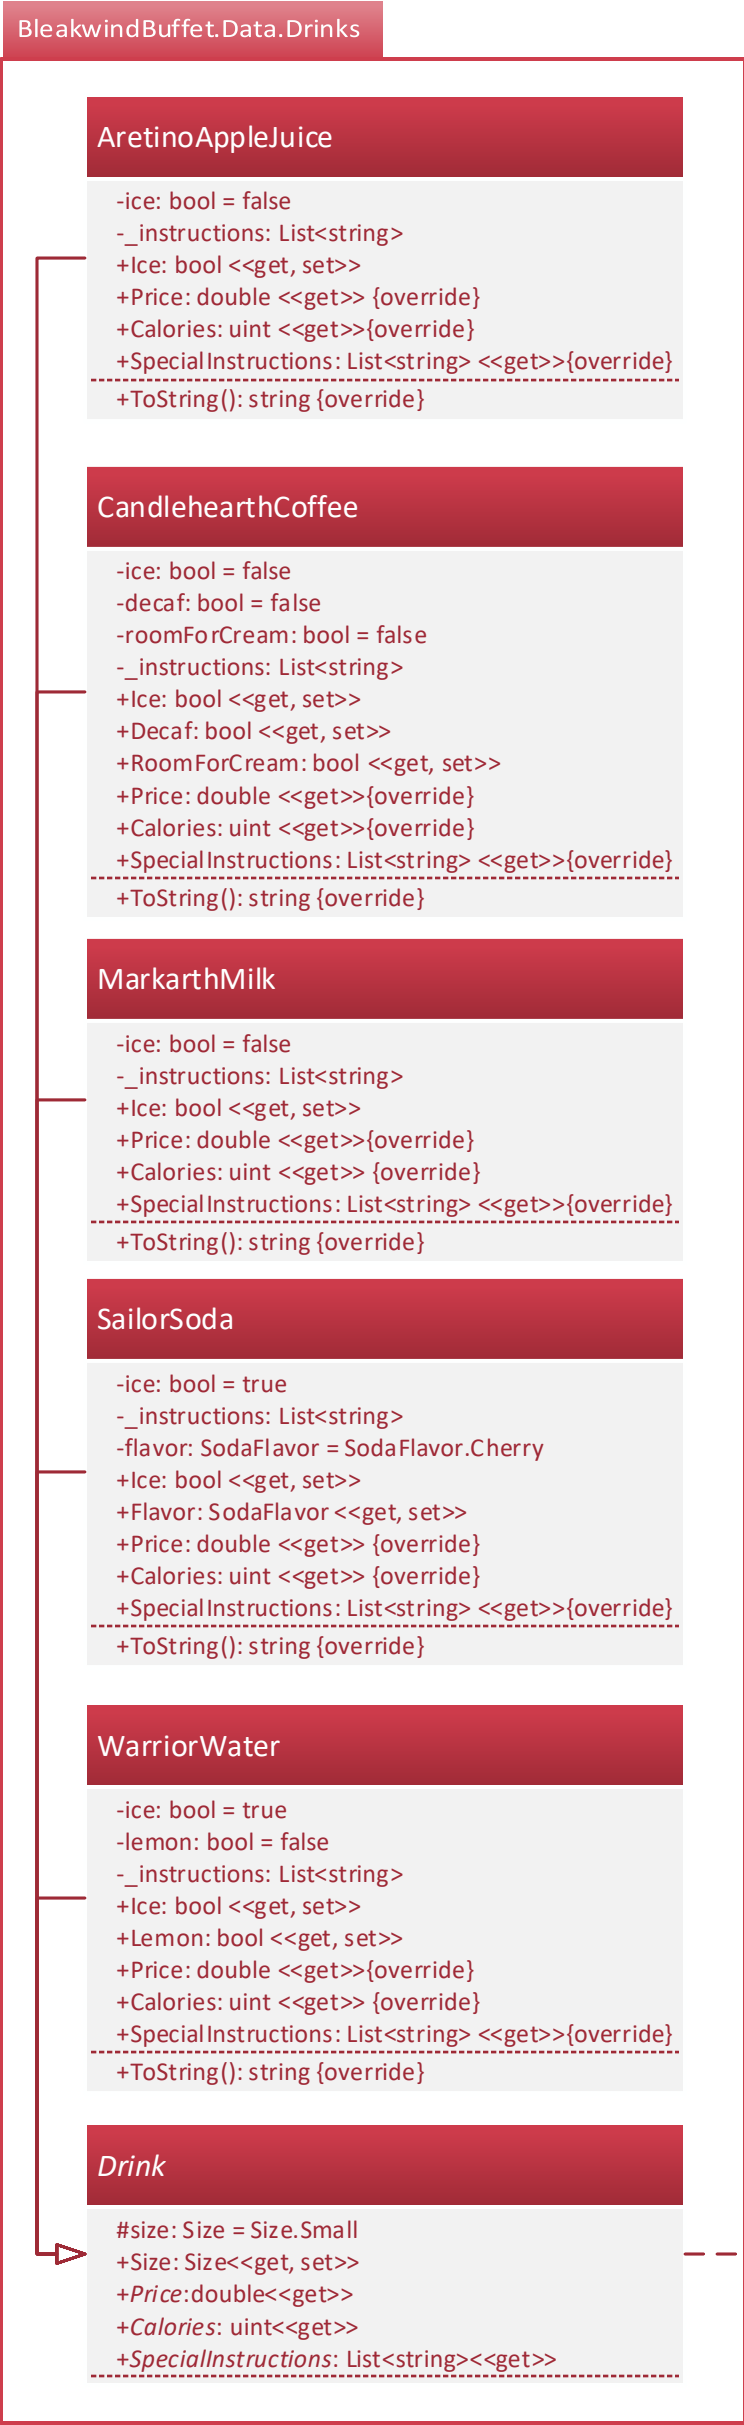 BleakwindBuffet.Data.Drinks
AretinoAppleJuice
-ice: bool = false
-_instructions: List<string>
+Ice: bool <<get, set>>
+Price: double <<get>> {override}
+Calories: uint <<get>>{override}
+SpecialInstructions: List<string> <<get>>{override}
+ToString(): string {override}
CandlehearthCoffee
-ice: bool = false
-decaf: bool = false
-roomForCream: bool = false
-_instructions: List<string>
+Ice: bool <<get, set>>
+Decaf: bool <<get, set>>
+RoomForCream: bool <<get, set>>
+Price: double <<get>>{override}
+Calories: uint <<get>>{override}
+SpecialInstructions: List<string> <<get>>{override}
+ToString(): string {override}
MarkarthMilk
-ice: bool = false
-_instructions: List<string>
+Ice: bool <<get, set>>
+Price: double <<get>>{override}
+Calories: uint <<get>> {override}
+SpecialInstructions: List<string> <<get>>{override}
+ToString(): string {override}
SailorSoda
-ice: bool = true
-_instructions: List<string>
-flavor: SodaFlavor = SodaFlavor.Cherry
+Ice: bool <<get, set>>
+Flavor: SodaFlavor <<get, set>>
+Price: double <<get>> {override}
+Calories: uint <<get>> {override}
+SpecialInstructions: List<string> <<get>>{override}
+ToString(): string {override}
WarriorWater
-ice: bool = true
-lemon: bool = false
-_instructions: List<string>
+Ice: bool <<get, set>>
+Lemon: bool <<get, set>>
+Price: double <<get>>{override}
+Calories: uint <<get>> {override}
+SpecialInstructions: List<string> <<get>>{override}
+ToString(): string {override}
Drink
#size: Size = Size.Small
+Size: Size<<get, set>>
+Price:double<<get>>
+Calories: uint<<get>>
+SpecialInstructions: List<string><<get>>